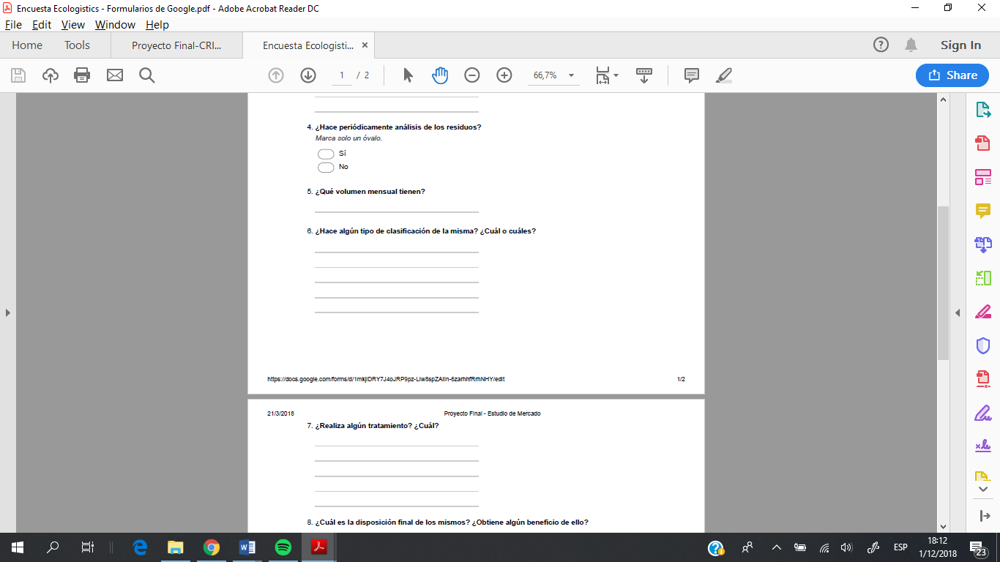 Encuesta Ecologistics - Formularios de Google.pdf - Adobe Acrobat Reader DC
File Edit View Window Help
Home Tools Proyecto Final-CRI... Encuesta Ecologisti... × Sign In
1 / 2 66,7% Share
4. ¿Hace periódicamente análisis de los residuos?
Marca solo un óvalo.
Sí
No
5. ¿Qué volumen mensual tienen?
6. ¿Hace algún tipo de clasificación de la misma? ¿Cuál o cuáles?
https://docs.google.com/forms/d/1mkjlDRY7J4oJRP9pz-Llw8spZAIIn-6zarhhfRrhNHY/edit 1/2
21/3/2018 Proyecto Final - Estudio de Mercado
7. ¿Realiza algún tratamiento? ¿Cuál?
8. ¿Cuál es la disposición final de los mismos? ¿Obtiene algún beneficio de ello?
ESP 18:12
1/12/2018 23